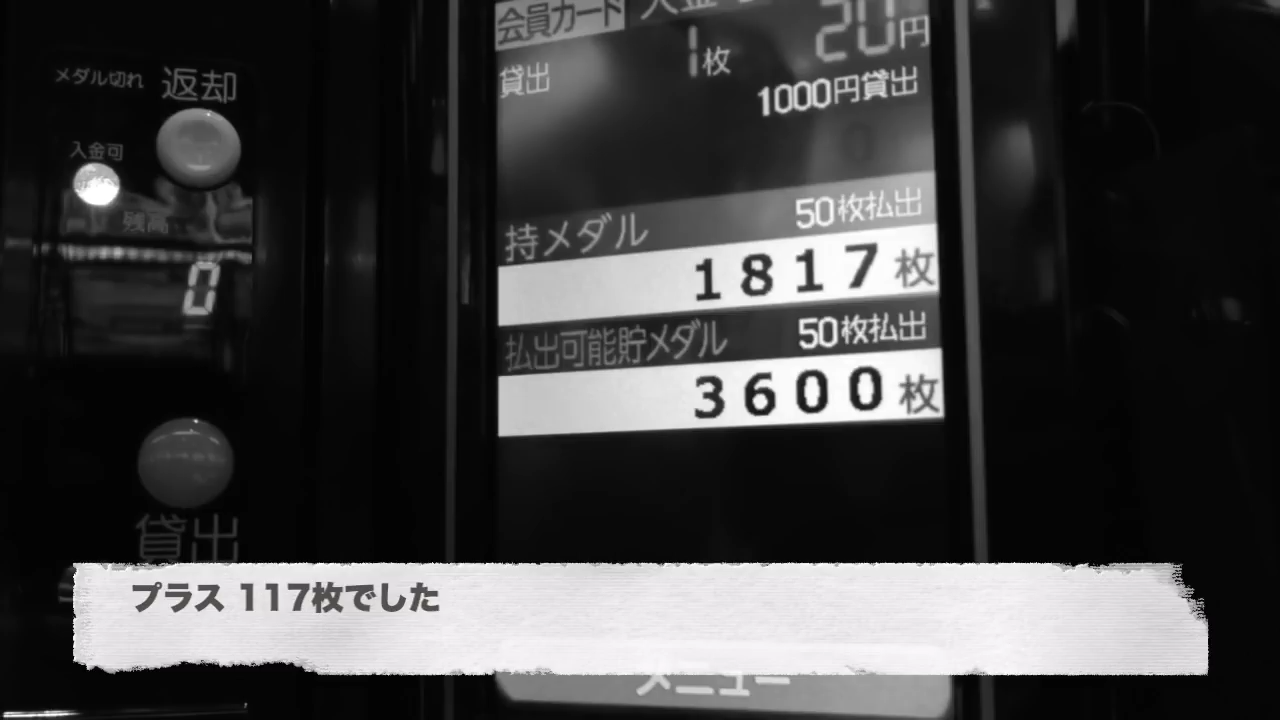 メダル切れ 返却
入金可
残高
0
貸出
会員カード
貸出 1枚 20円
1000円貸出
持メダル 50枚払出
1817枚
払出可能貯メダル 50枚払出
3600枚
プラス 117枚でした
メニュー